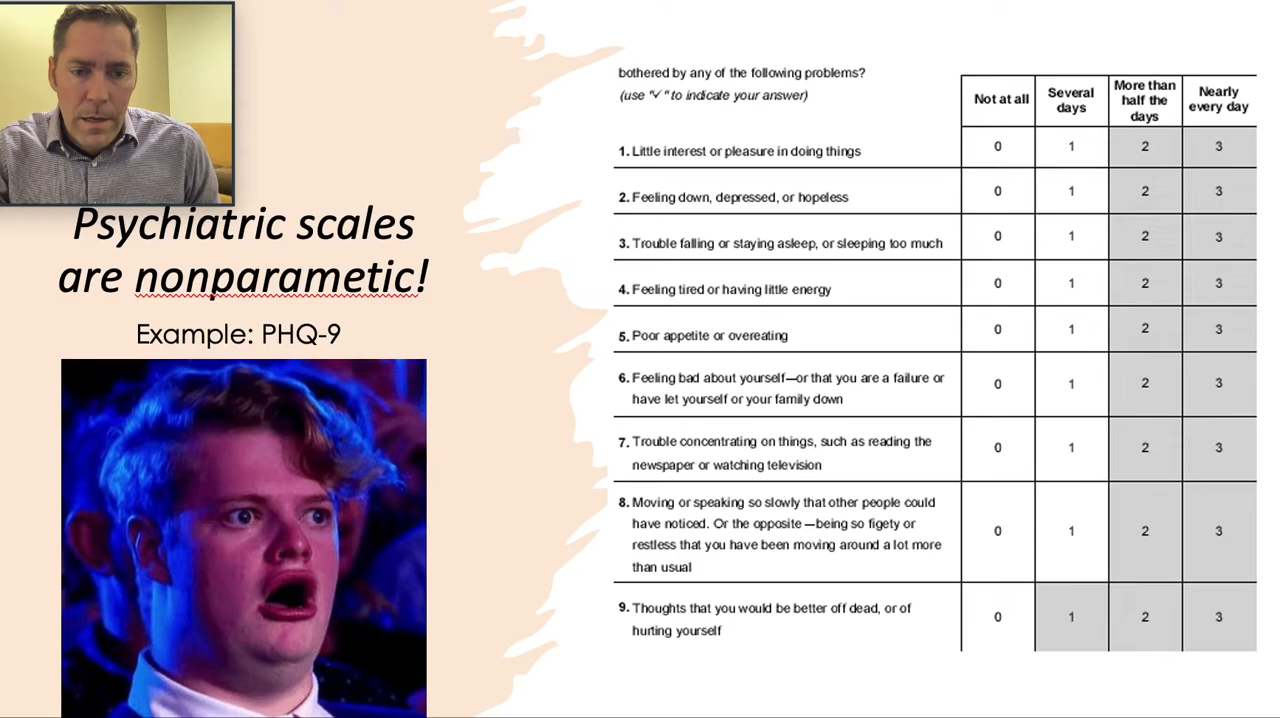 Psychiatric scales
are nonparametic!
Example: PHQ-9
bothered by any of the following problems?
(use "✓" to indicate your answer)
Not at all
Several
days
More than
half the
days
Nearly
every day
1. Little interest or pleasure in doing things 0 1 2 3
2. Feeling down, depressed, or hopeless 0 1 2 3
3. Trouble falling or staying asleep, or sleeping too much 0 1 2 3
4. Feeling tired or having little energy 0 1 2 3
5. Poor appetite or overeating 0 1 2 3
6. Feeling bad about yourself—or that you are a failure or
have let yourself or your family down 0 1 2 3
7. Trouble concentrating on things, such as reading the
newspaper or watching television 0 1 2 3
8. Moving or speaking so slowly that other people could
have noticed. Or the opposite —being so figety or
restless that you have been moving around a lot more
than usual 0 1 2 3
9. Thoughts that you would be better off dead, or of
hurting yourself 0 1 2 3